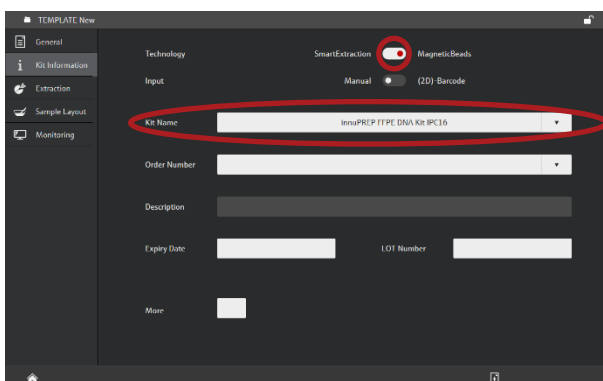 TEMPLATE New
General
Kit Information
Extraction
Sample Layout
Monitoring
Technology SmartExtraction MagneticBeads
Input Manual (2D)-Barcode
Kit Name innuPREP FFPE DNA Kit IPC16
Order Number
Description
Expiry Date LOT Number
More